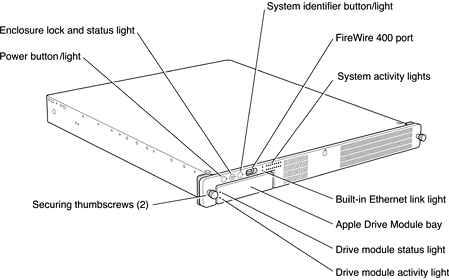 System identifier button/light
Enclosure lock and status light
FireWire 400 port
Power button/light
System activity lights
Built-in Ethernet link light
Securing thumbscrews (2)
Apple Drive Module bay
Drive module status light
Drive module activity light